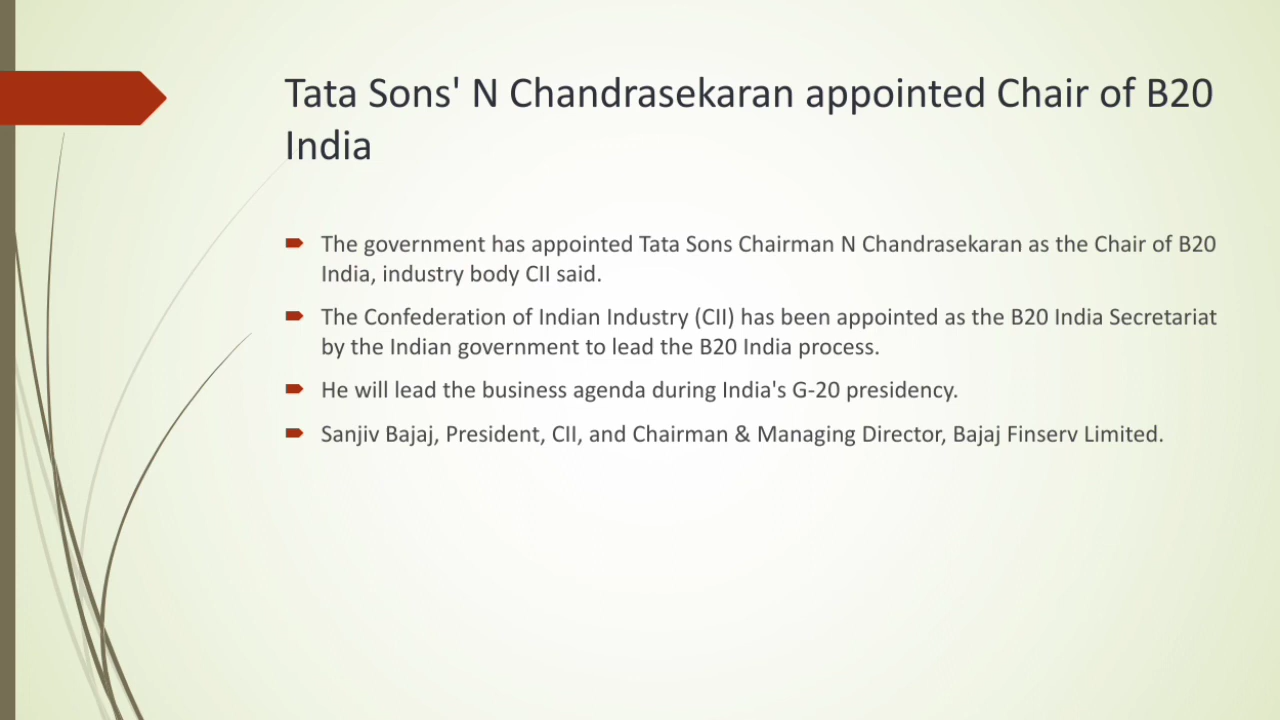 Tata Sons' N Chandrasekaran appointed Chair of B20
India
The government has appointed Tata Sons Chairman N Chandrasekaran as the Chair of B20
India, industry body CII said.
The Confederation of Indian Industry (CII) has been appointed as the B20 India Secretariat
by the Indian government to lead the B20 India process.
He will lead the business agenda during India's G-20 presidency.
Sanjiv Bajaj, President, CII, and Chairman & Managing Director, Bajaj Finserv Limited.